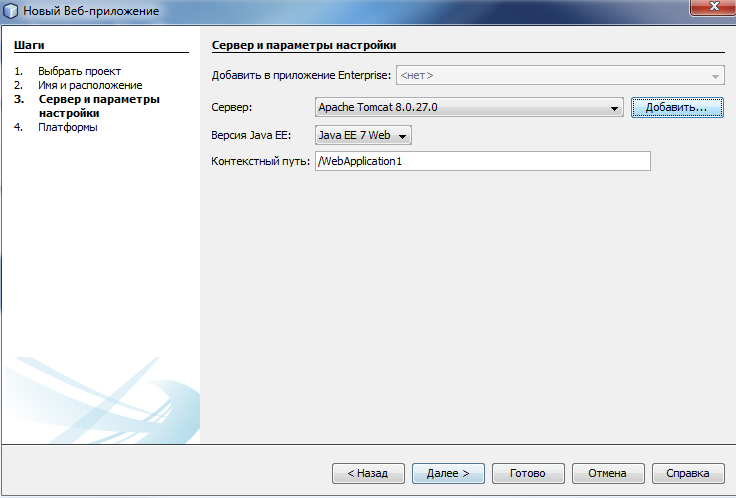 Новый Веб-приложение
Шаги
1. Выбрать проект
2. Имя и расположение
3. Сервер и параметры
настройки
4. Платформы
Сервер и параметры настройки
Добавить в приложение Enterprise: <нет>
Сервер: Apache Tomcat 8.0.27.0 Добавить...
Версия Java EE: Java EE 7 Web
Контекстный путь: /WebApplication1
< Назад Далее > Готово Отмена Справка